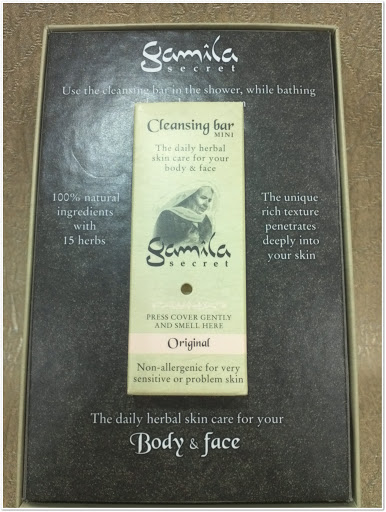 gamila
secret
Use the cleansing bar in the shower, while bathing
Cleansing bar
MINI
The daily herbal
skin care for your
body & face
100% natural
ingredients
with
15 herbs
gamila
secret
The unique
rich texture
penetrates
deeply into
your skin
PRESS COVER GENTLY
AND SMELL HERE
Original
Non-allergenic for very
sensitive or problem skin
The daily herbal skin care for your
Body & face